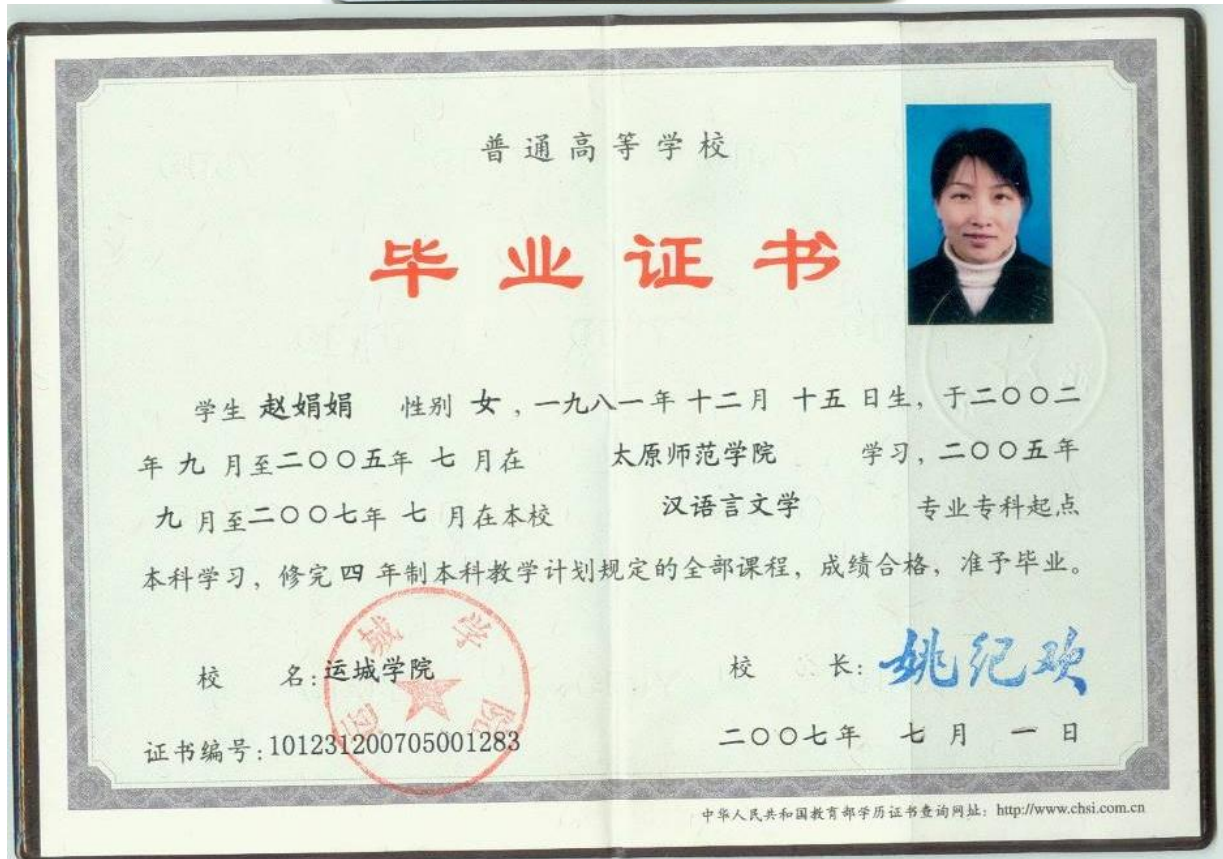 普通高等学校
毕业证书
学生 赵娟娟 性别 女 ，一九八一年 十二月 十五 日生，于二〇〇二
年 九 月至二〇〇五年 七 月在 太原师范学院 学习，二〇〇五年
九 月至二〇〇七年 七 月在本校 汉语言文学 专业专科起点
本科学习，修完 四 年制本科教学计划规定的全部课程，成绩合格，准予毕业。
校 名：运城学院 校 长：姚纪欢
证书编号：101231200705001283 二〇〇七年 七 月 一 日
中华人民共和国教育部学历证书查询网址：http://www.chsi.com.cn